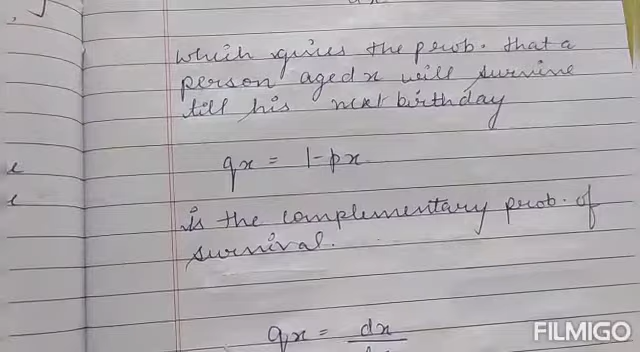 which gives the prob. that a
person aged x will survive
till his next birthday
qx = 1-px
is the complementary prob. of
survival.
qx = dx
FILMIGO